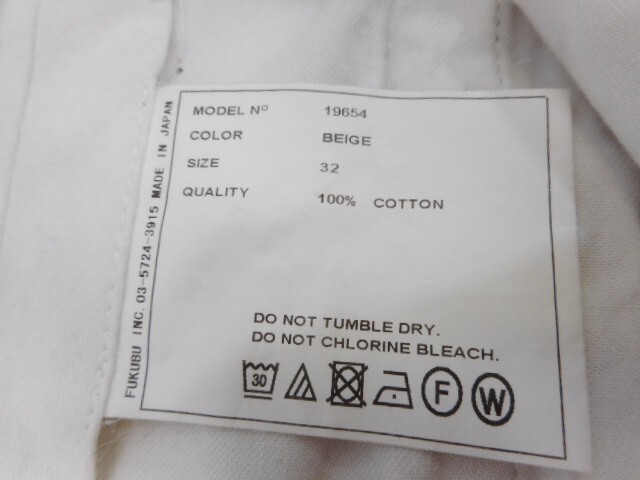 MODEL Nº 19654
COLOR BEIGE
SIZE 32
QUALITY 100% COTTON
DO NOT TUMBLE DRY.
DO NOT CHLORINE BLEACH.
30 F W
FUKUBU INC. 03-5724-3915 MADE IN JAPAN